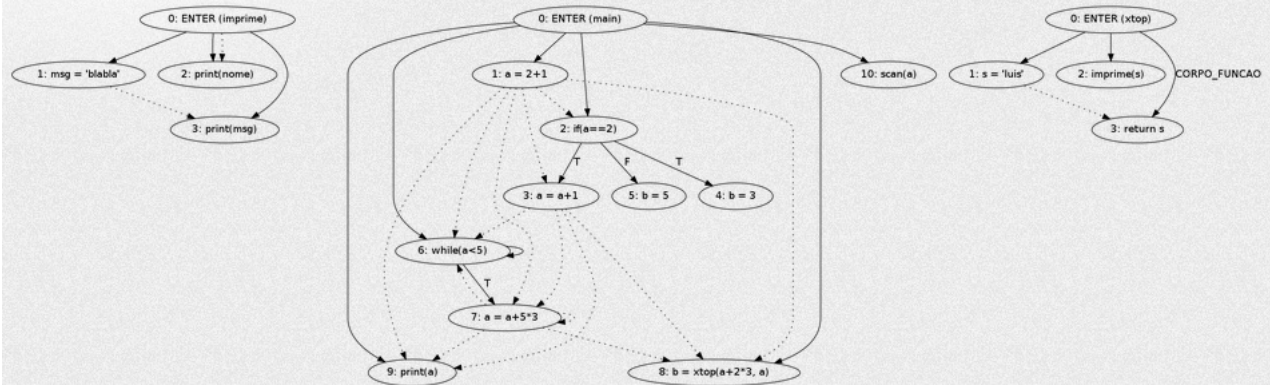 0: ENTER (imprime)
1: msg = 'blabla'
2: print(nome)
3: print(msg)
0: ENTER (main)
1: a = 2+1
10: scan(a)
2: if(a==2)
T
F
T
3: a = a+1
5: b = 5
4: b = 3
6: while(a<5)
T
7: a = a+5*3
9: print(a)
8: b = xtop(a+2*3, a)
0: ENTER (xtop)
1: s = 'luis'
2: imprime(s)
CORPO_FUNCAO
3: return s